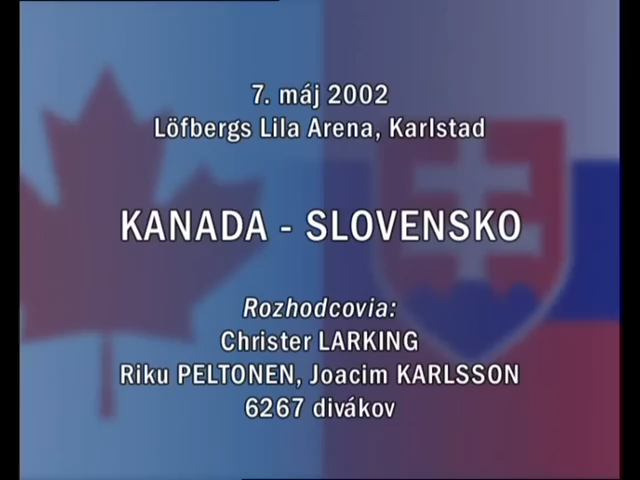 7. máj 2002
Löfbergs Lila Arena, Karlstad
KANADA - SLOVENSKO
Rozhodcovia:
Christer LARKING
Riku PELTONEN, Joacim KARLSSON
6267 divákov